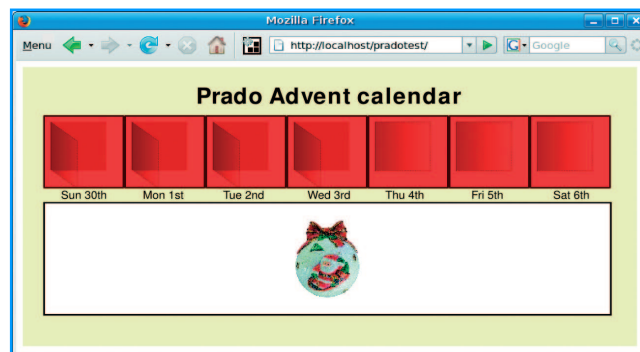 Mozilla Firefox
Menu http://localhost/pradotest/ G Google
Prado Advent calendar
Sun 30th Mon 1st Tue 2nd Wed 3rd Thu 4th Fri 5th Sat 6th